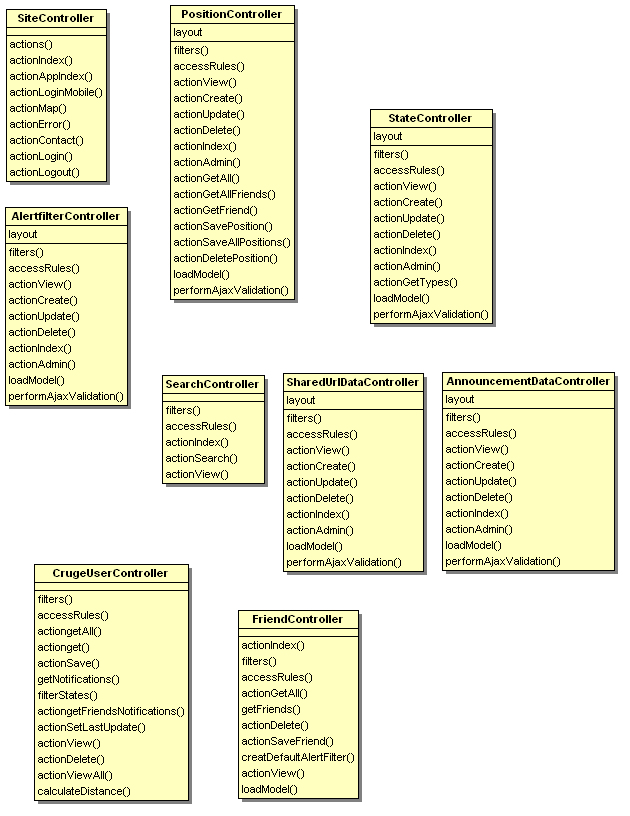 SiteController
actions()
actionIndex()
actionAppIndex()
actionLoginMobile()
actionMap()
actionError()
actionContact()
actionLogin()
actionLogout()
PositionController
layout
filters()
accessRules()
actionView()
actionCreate()
actionUpdate()
actionDelete()
actionIndex()
actionAdmin()
actionGetAll()
actionGetAllFriends()
actionGetFriend()
actionSavePosition()
actionSaveAllPositions()
actionDeletePosition()
loadModel()
performAjaxValidation()
StateController
layout
filters()
accessRules()
actionView()
actionCreate()
actionUpdate()
actionDelete()
actionIndex()
actionAdmin()
actionGetTypes()
loadModel()
performAjaxValidation()
AlertfilterController
layout
filters()
accessRules()
actionView()
actionCreate()
actionUpdate()
actionDelete()
actionIndex()
actionAdmin()
loadModel()
performAjaxValidation()
SearchController
filters()
accessRules()
actionIndex()
actionSearch()
actionView()
SharedUrlDataController
layout
filters()
accessRules()
actionView()
actionCreate()
actionUpdate()
actionDelete()
actionIndex()
actionAdmin()
loadModel()
performAjaxValidation()
AnnouncementDataController
layout
filters()
accessRules()
actionView()
actionCreate()
actionUpdate()
actionDelete()
actionIndex()
actionAdmin()
loadModel()
performAjaxValidation()
CrugeUserController
filters()
accessRules()
actiongetAll()
actionget()
actionSave()
getNotifications()
filterStates()
actiongetFriendsNotifications()
actionSetLastUpdate()
actionView()
actionDelete()
actionViewAll()
calculateDistance()
FriendController
actionIndex()
filters()
accessRules()
actionGetAll()
getFriends()
actionDelete()
actionSaveFriend()
creatDefaultAlertFilter()
actionView()
loadModel()